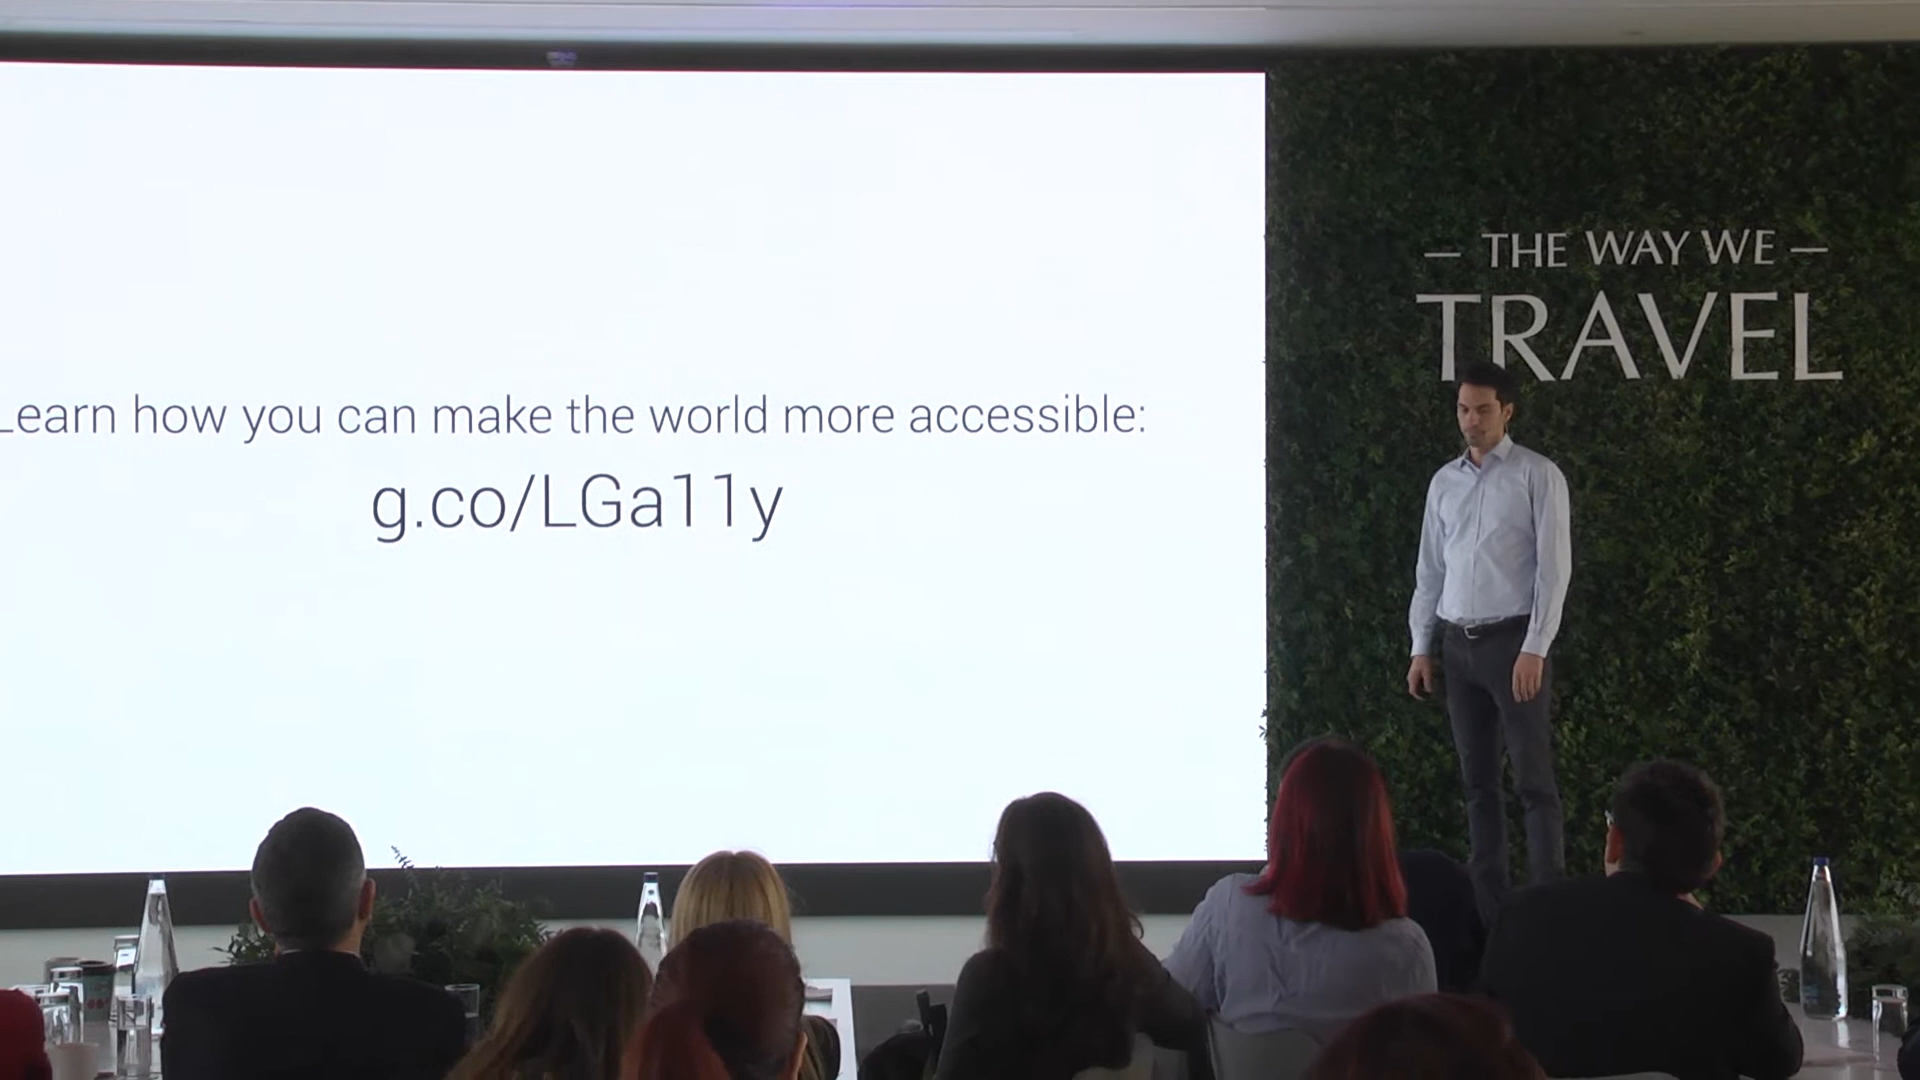 Learn how you can make the world more accessible:
g.co/LGa11y
— THE WAY WE —
TRAVEL